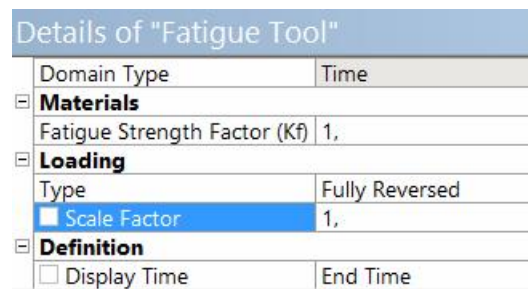 Details of "Fatigue Tool"
Domain Type Time
Materials
Fatigue Strength Factor (Kf) 1,
Loading
Type Fully Reversed
Scale Factor 1,
Definition
Display Time End Time